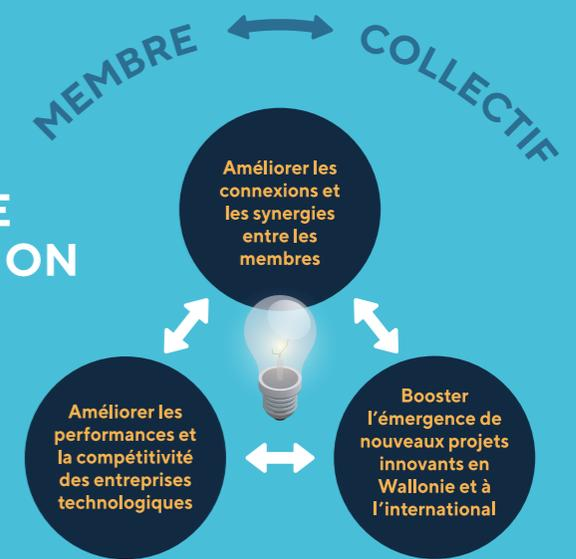 MEMBRE
COLLECTIF
Améliorer les
connexions et
les synergies
entre les
membres
E
ON
Améliorer les
performances et
la compétitivité
des entreprises
technologiques
Booster
l'émergence de
nouveaux projets
innovants en
Wallonie et à
l'international